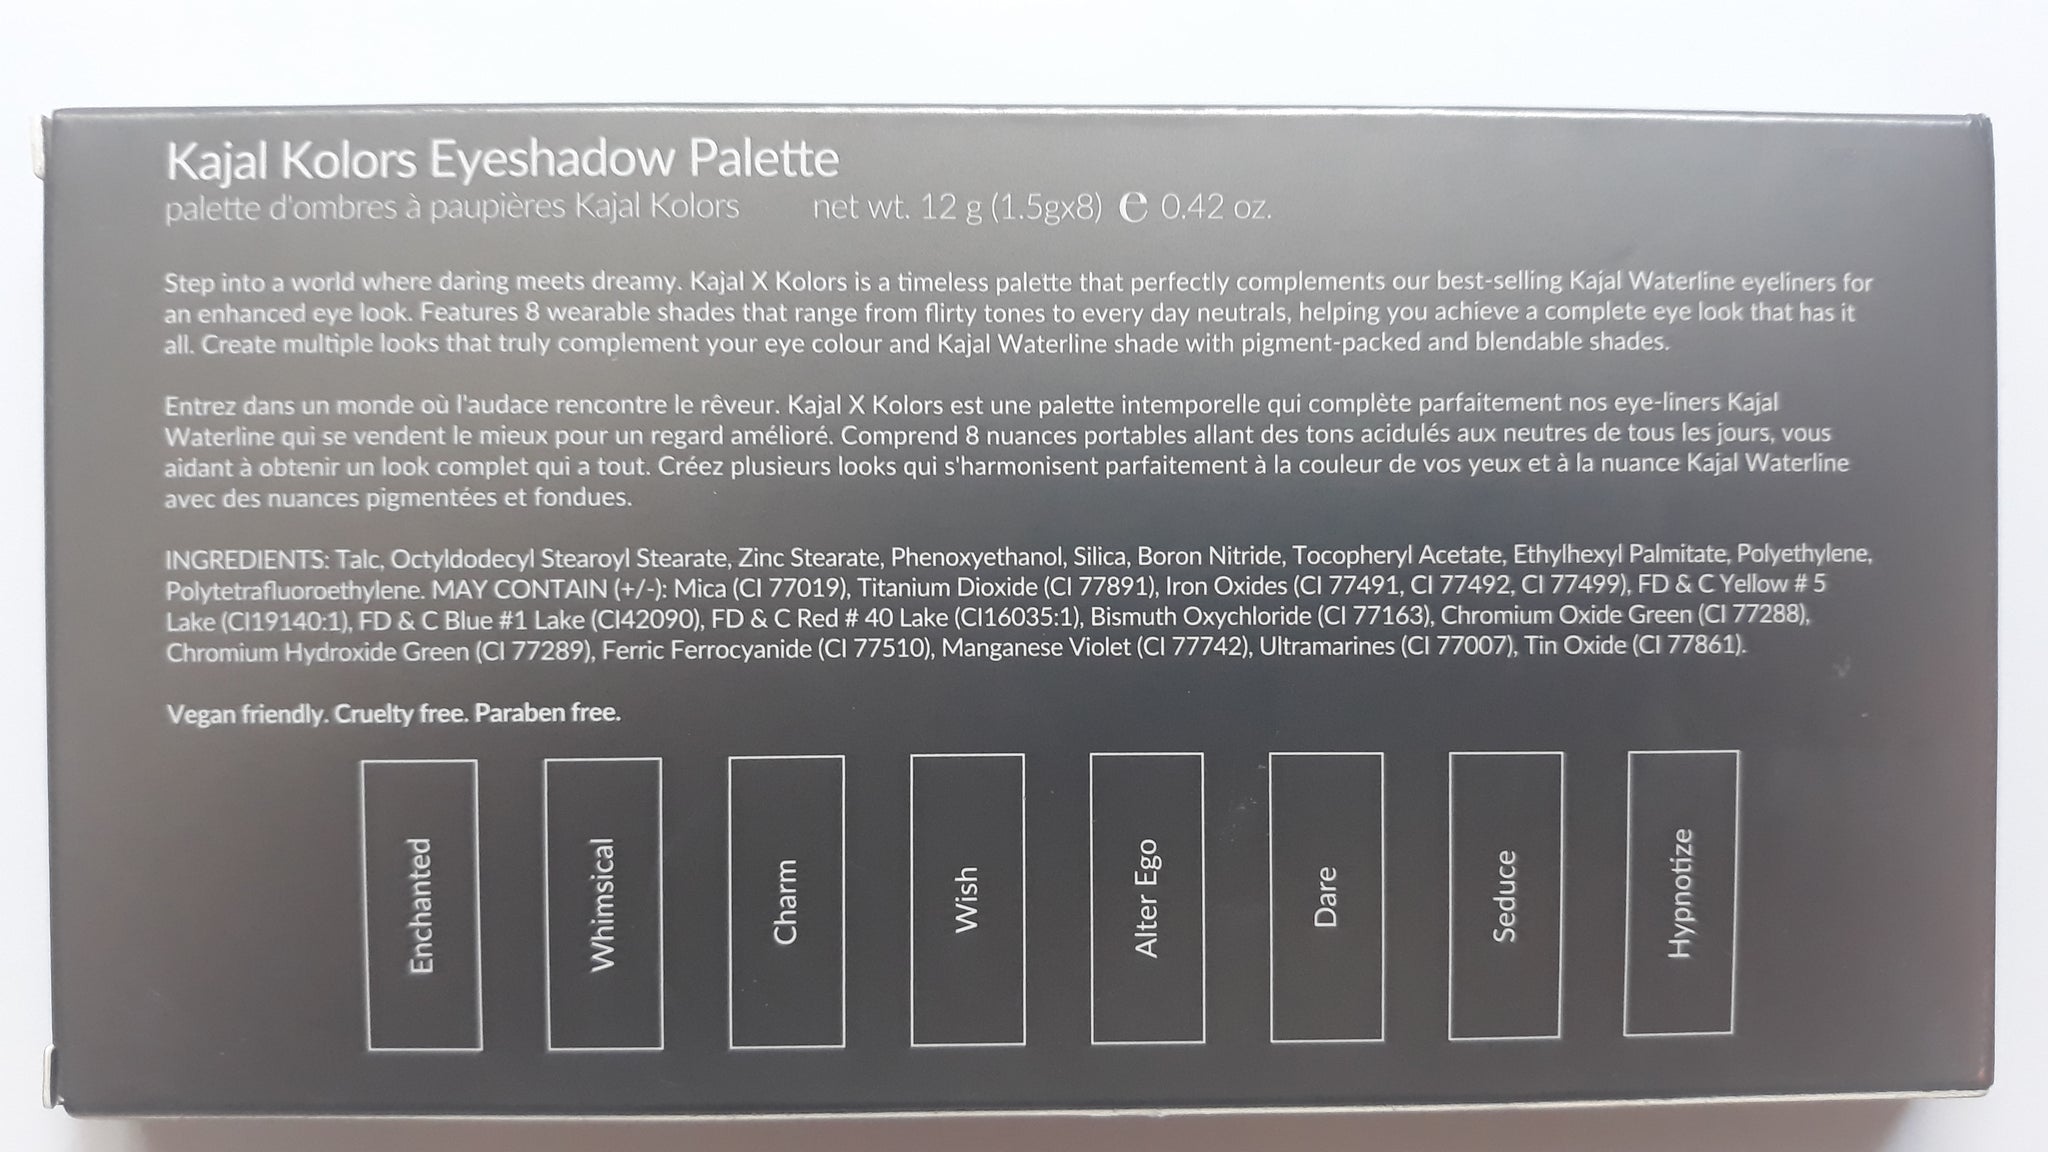 Kajal Kolors Eyeshadow Palette
palette d'ombres à paupières Kajal Kolors net wt. 12 g (1.5gx8) ℮ 0.42 oz.
Step into a world where daring meets dreamy. Kajal X Kolors is a timeless palette that perfectly complements our best-selling Kajal Waterline eyeliners for
an enhanced eye look. Features 8 wearable shades that range from flirty tones to every day neutrals, helping you achieve a complete eye look that has it
all. Create multiple looks that truly complement your eye colour and Kajal Waterline shade with pigment-packed and blendable shades.
Entrez dans un monde où l'audace rencontre le rêveur. Kajal X Kolors est une palette intemporelle qui complète parfaitement nos eye-liners Kajal
Waterline qui se vendent le mieux pour un regard amélioré. Comprend 8 nuances portables allant des tons acidulés aux neutres de tous les jours, vous
aidant à obtenir un look complet qui a tout. Créez plusieurs looks qui s'harmonisent parfaitement à la couleur de vos yeux et à la nuance Kajal Waterline
avec des nuances pigmentées et fondues.
INGREDIENTS: Talc, Octyldodecyl Stearoyl Stearate, Zinc Stearate, Phenoxyethanol, Silica, Boron Nitride, Tocopheryl Acetate, Ethylhexyl Palmitate, Polyethylene,
Polytetrafluoroethylene. MAY CONTAIN (+/-): Mica (CI 77019), Titanium Dioxide (CI 77891), Iron Oxides (CI 77491, CI 77492, CI 77499), FD & C Yellow # 5
Lake (CI19140:1), FD & C Blue #1 Lake (CI42090), FD & C Red # 40 Lake (CI16035:1), Bismuth Oxychloride (CI 77163), Chromium Oxide Green (CI 77288),
Chromium Hydroxide Green (CI 77289), Ferric Ferrocyanide (CI 77510), Manganese Violet (CI 77742), Ultramarines (CI 77007), Tin Oxide (CI 77861).
Vegan friendly. Cruelty free. Paraben free.
Enchanted
Whimsical
Charm
Wish
Alter Ego
Dare
Seduce
Hypnotize